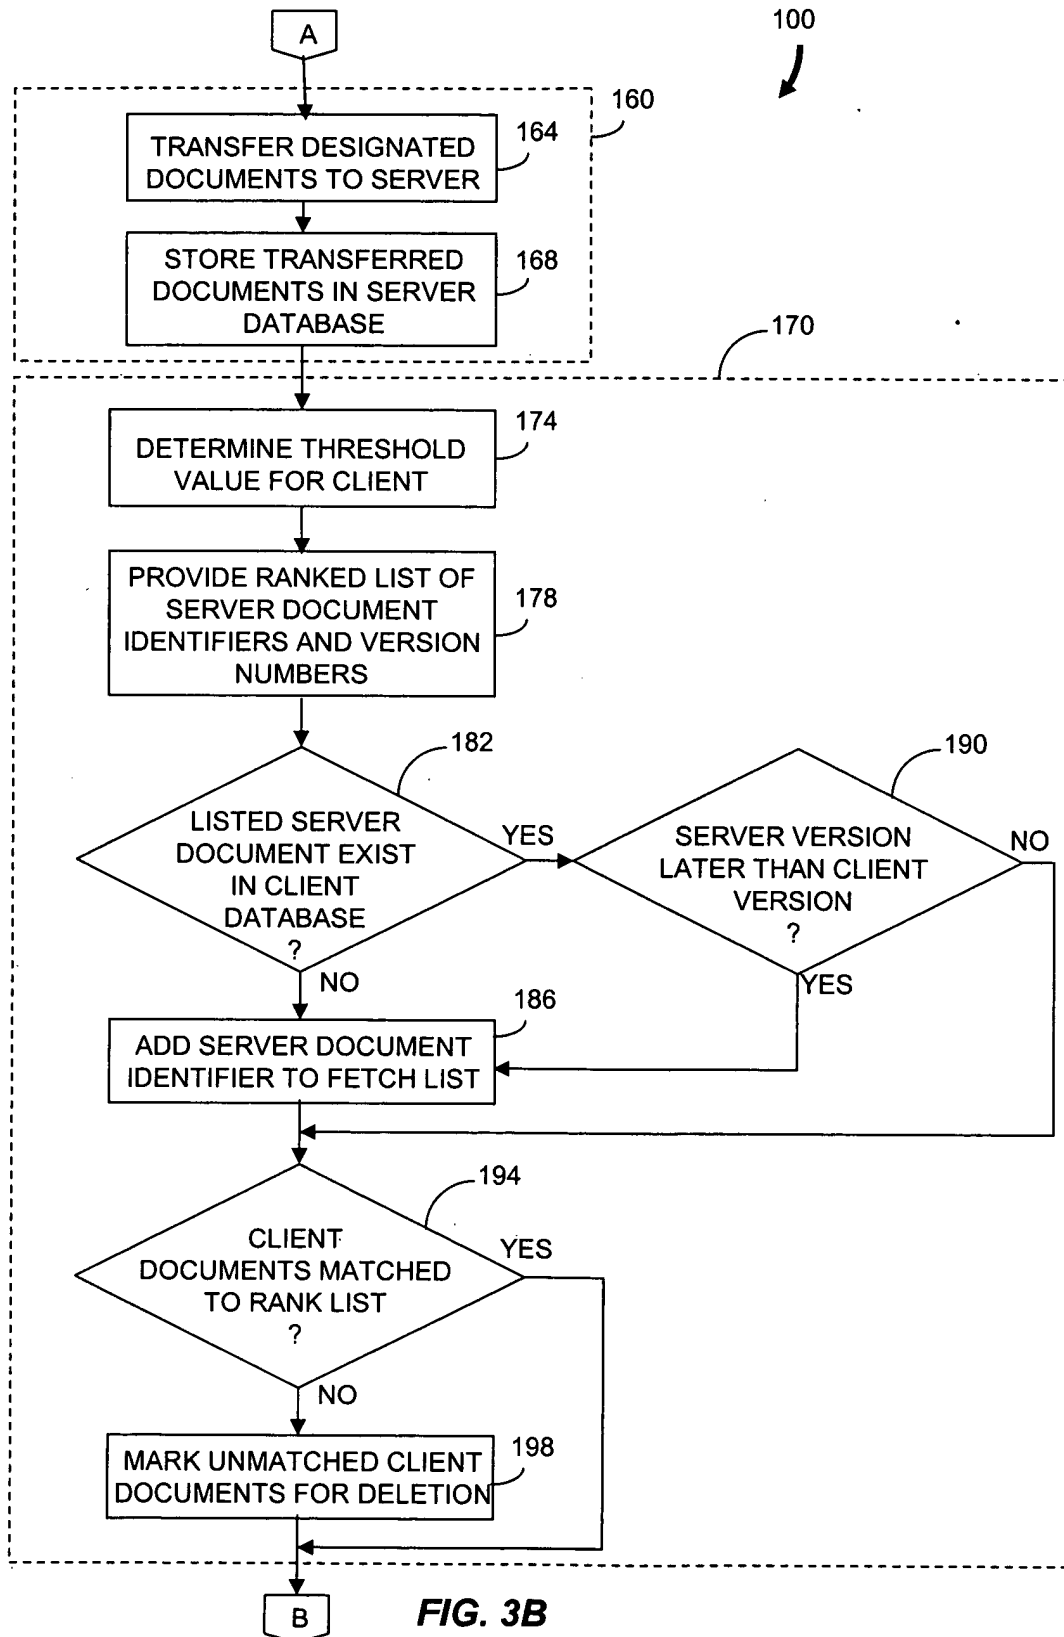 A
100
160
TRANSFER DESIGNATED
DOCUMENTS TO SERVER
164
STORE TRANSFERRED
DOCUMENTS IN SERVER
DATABASE
168
170
DETERMINE THRESHOLD
VALUE FOR CLIENT
174
PROVIDE RANKED LIST OF
SERVER DOCUMENT
IDENTIFIERS AND VERSION
NUMBERS
178
182
LISTED SERVER
DOCUMENT EXIST
IN CLIENT
DATABASE
?
YES
NO
190
SERVER VERSION
LATER THAN CLIENT
VERSION
?
NO
YES
186
ADD SERVER DOCUMENT
IDENTIFIER TO FETCH LIST
194
CLIENT
DOCUMENTS MATCHED
TO RANK LIST
?
YES
NO
MARK UNMATCHED CLIENT
DOCUMENTS FOR DELETION
198
B
FIG. 3B